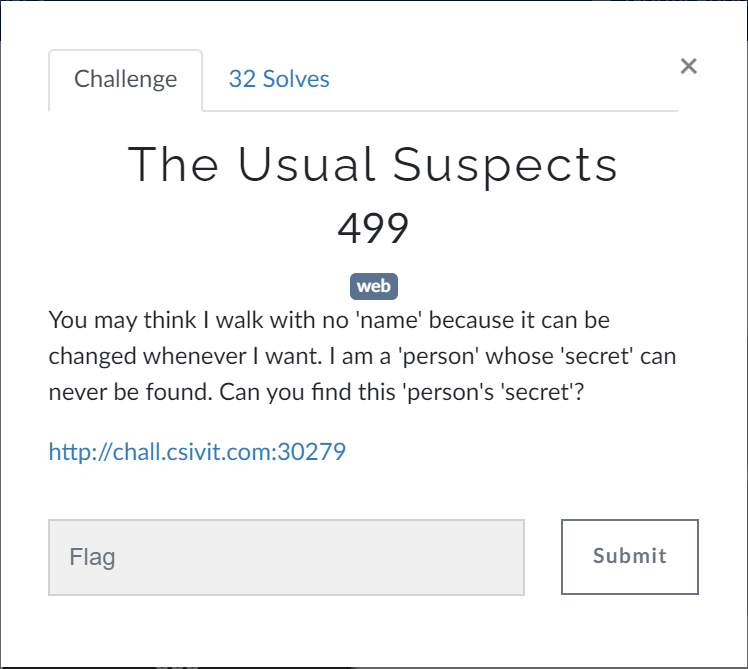 Challenge
32 Solves
×
The Usual Suspects
499
web
You may think I walk with no 'name' because it can be
changed whenever I want. I am a 'person' whose 'secret' can
never be found. Can you find this 'person's 'secret'?
http://chall.csivit.com:30279
Flag
Submit